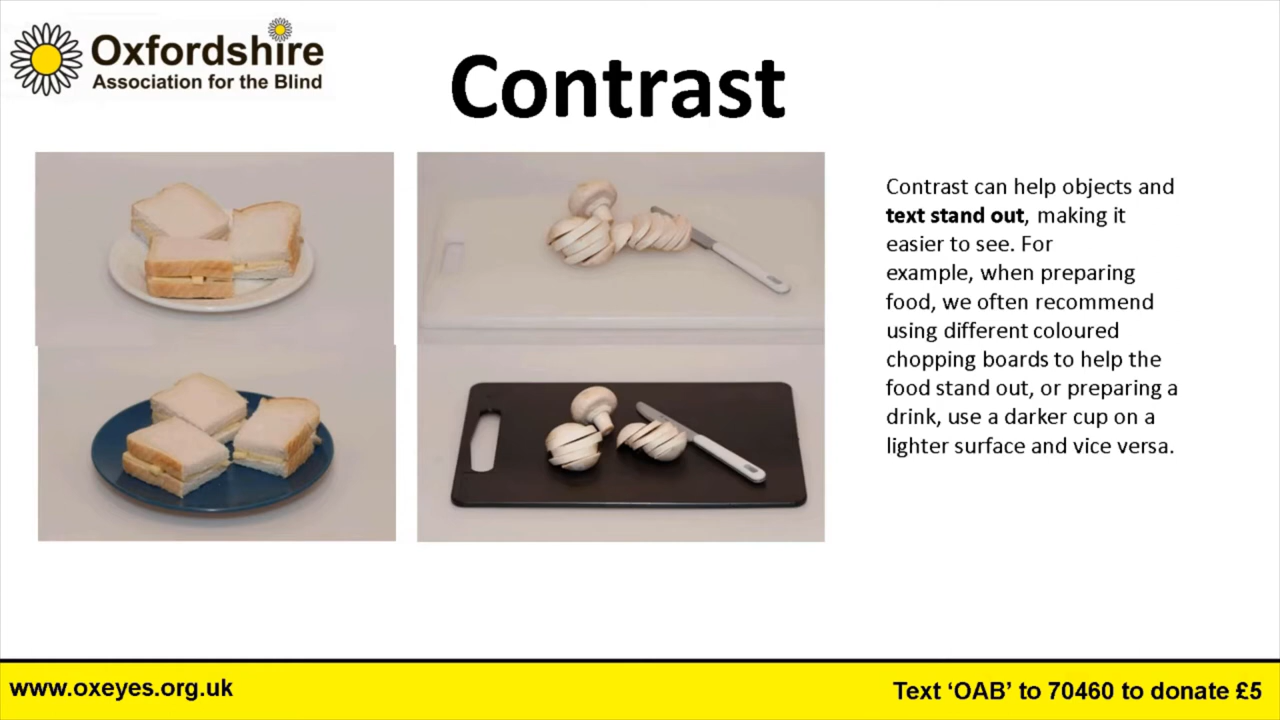 Oxfordshire
Association for the Blind
Contrast
Contrast can help objects and
text stand out, making it
easier to see. For
example, when preparing
food, we often recommend
using different coloured
chopping boards to help the
food stand out, or preparing a
drink, use a darker cup on a
lighter surface and vice versa.
www.oxeyes.org.uk
Text ‘OAB’ to 70460 to donate £5